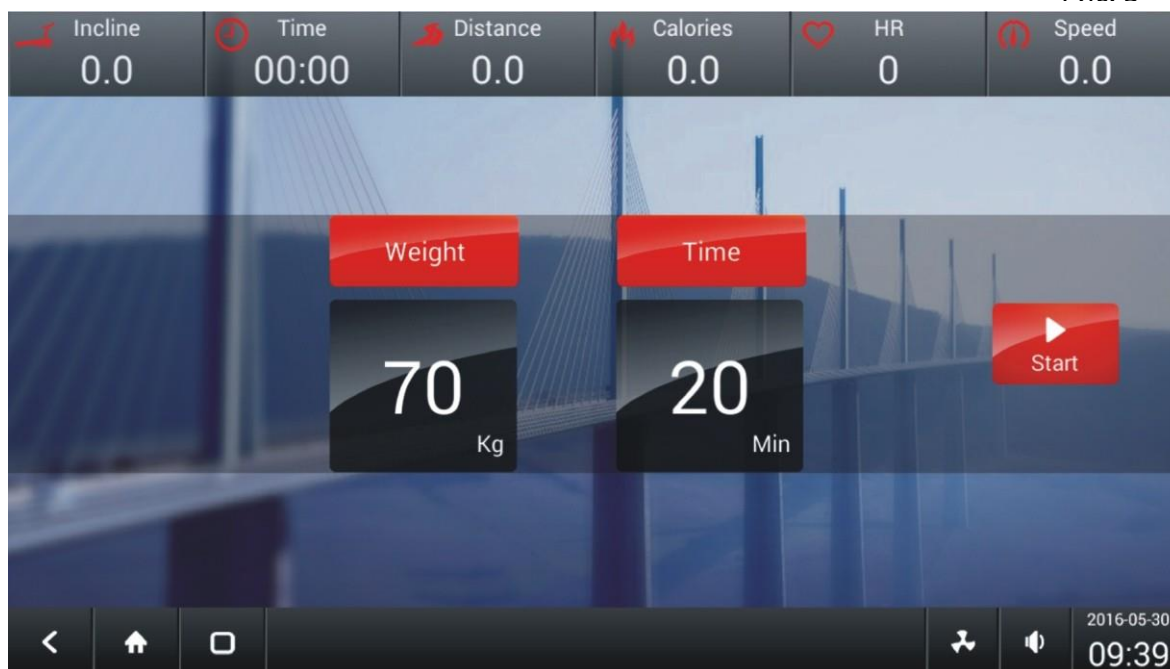 Incline Time Distance Calories HR Speed
0.0 00:00 0.0 0.0 0 0.0
Weight Time
70 Kg 20 Min
Start
2016-05-30
09:39